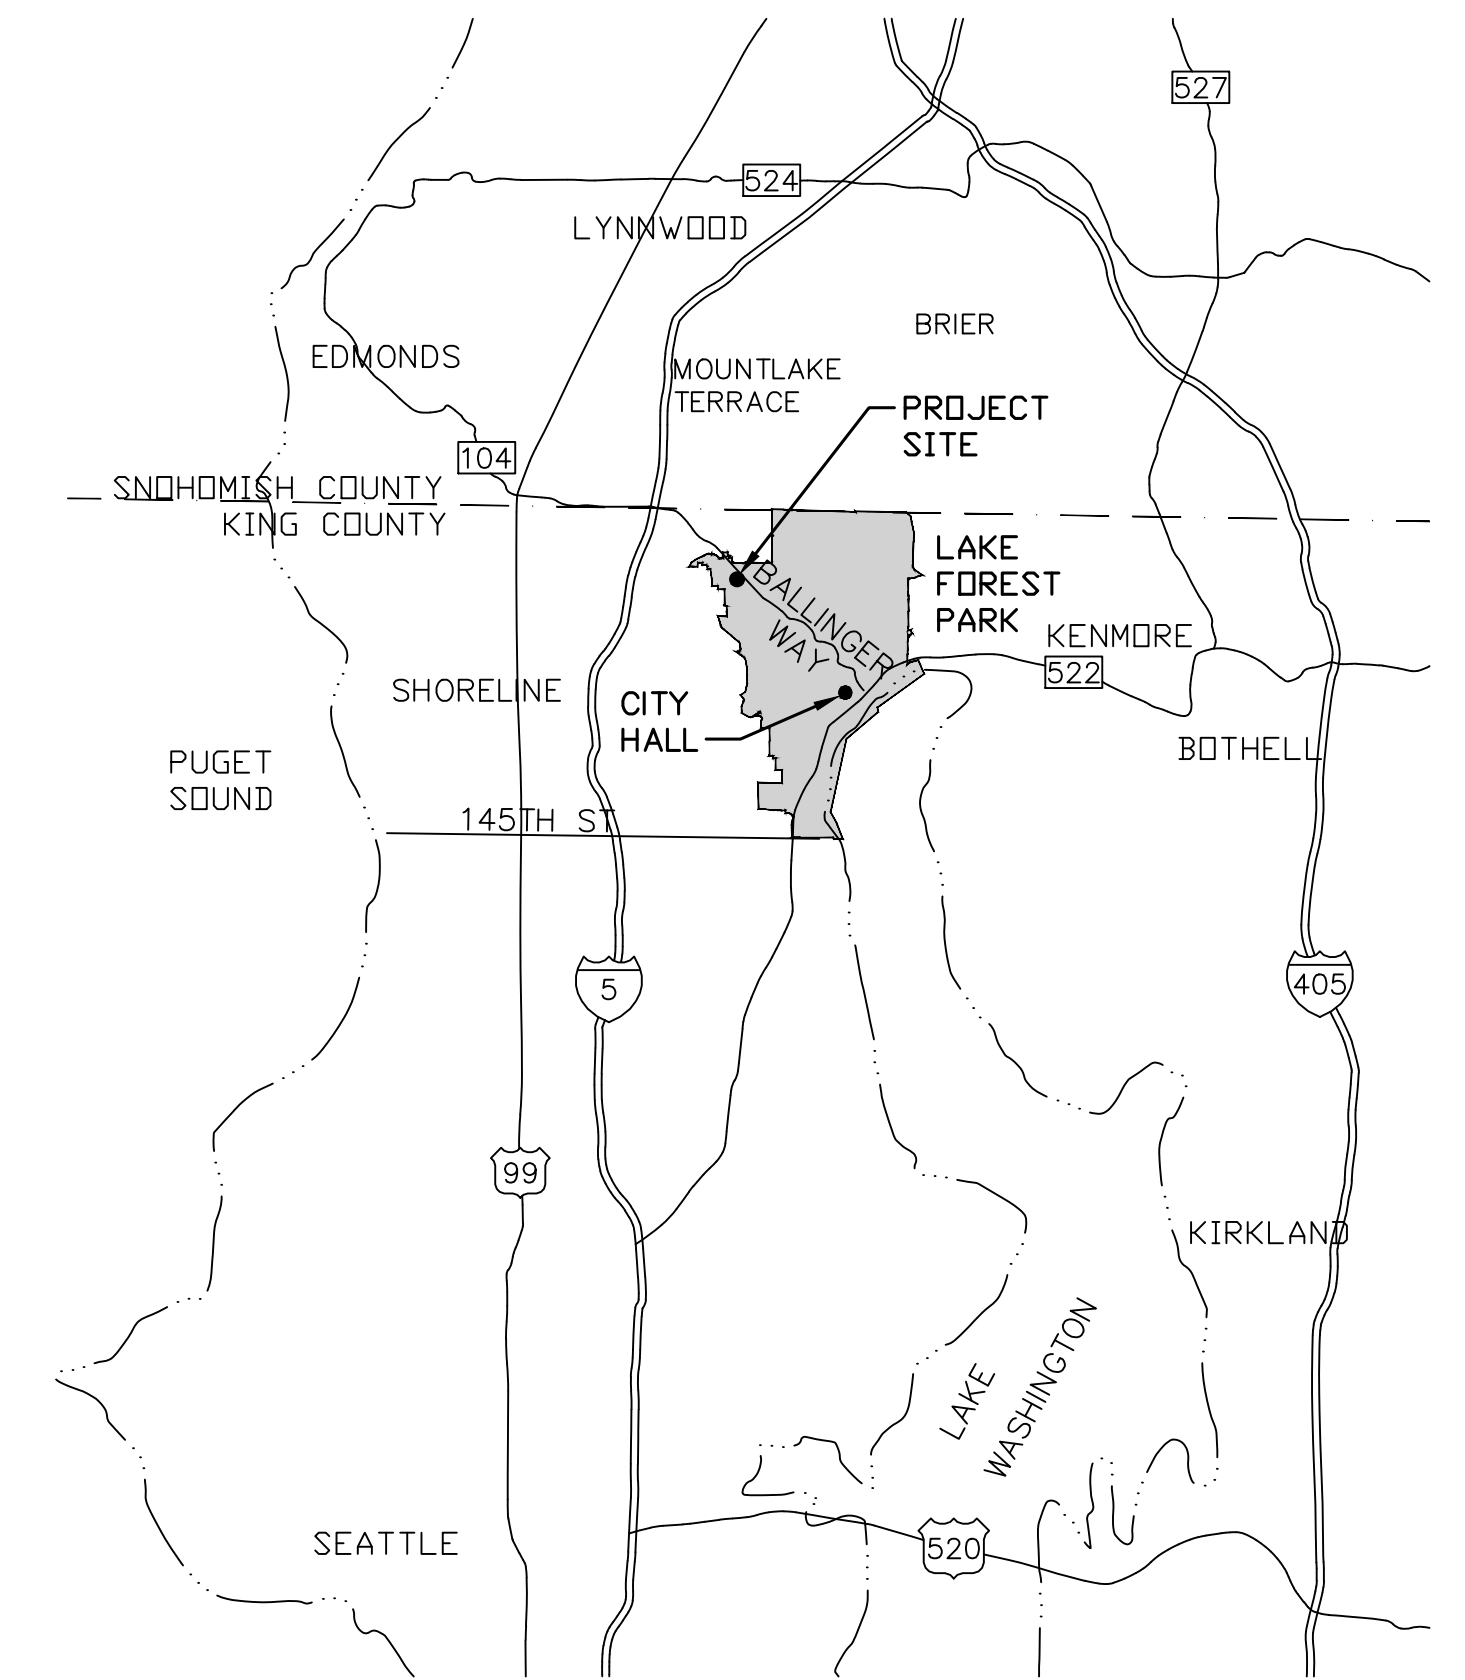 527
524
LYNNWOOD
BRIER
EDMONDS
MOUNTLAKE
TERRACE
PROJECT
SITE
104
SNOHOMISH COUNTY
KING COUNTY
LAKE
FOREST
PARK
BALLINGER
WAY
KENMORE
522
SHORELINE
CITY
HALL
BOTHELL
PUGET
SOUND
145TH ST
5
405
99
KIRKLAND
LAKE
WASHINGTON
SEATTLE
520